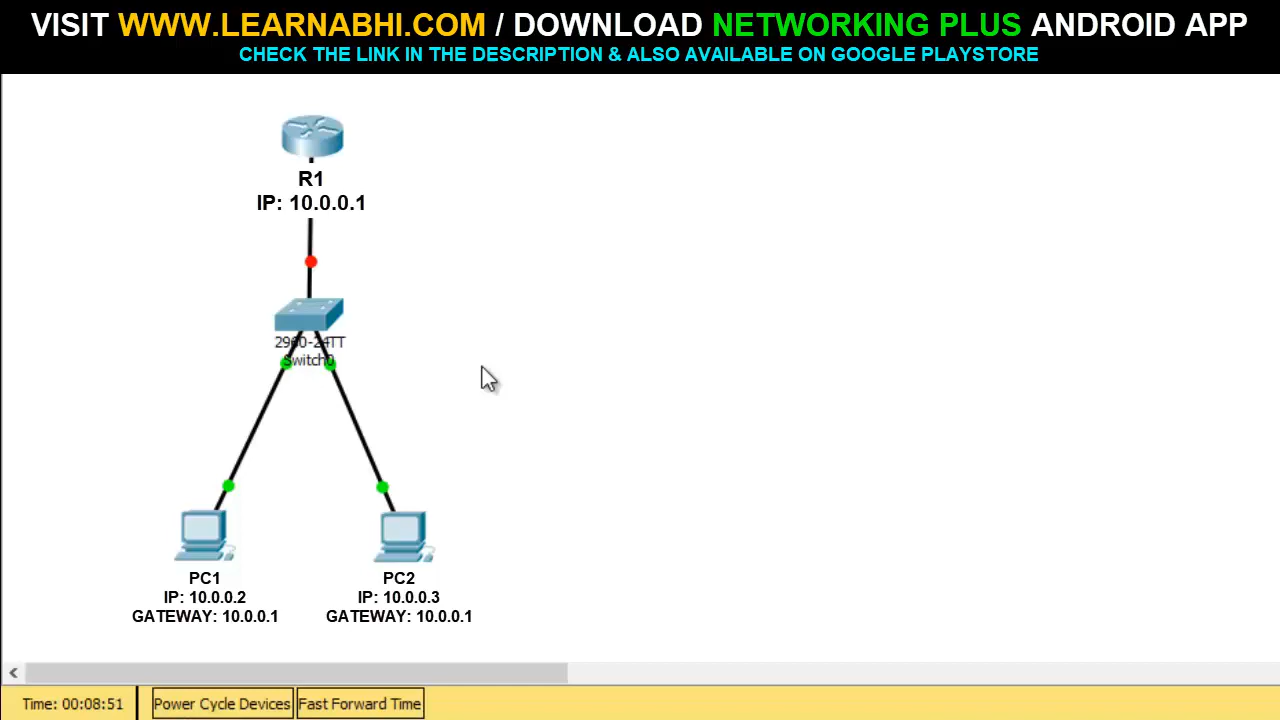 VISIT WWW.LEARNABHI.COM / DOWNLOAD NETWORKING PLUS ANDROID APP
CHECK THE LINK IN THE DESCRIPTION & ALSO AVAILABLE ON GOOGLE PLAYSTORE
R1
IP: 10.0.0.1
2960-24TT
Switch0
PC1
IP: 10.0.0.2
GATEWAY: 10.0.0.1
PC2
IP: 10.0.0.3
GATEWAY: 10.0.0.1
Time: 00:08:51
Power Cycle Devices
Fast Forward Time